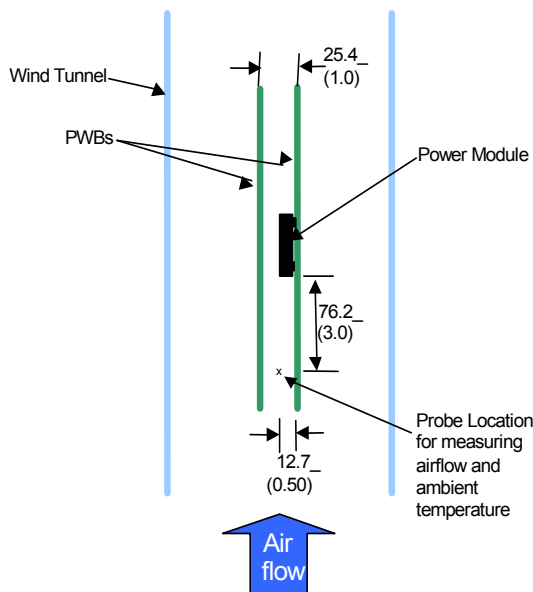 25.4_
(1.0)
Wind Tunnel
PWBs
Power Module
76.2_
(3.0)
x
Probe Location
for measuring
airflow and
ambient
temperature
12.7_
(0.50)
Air
flow